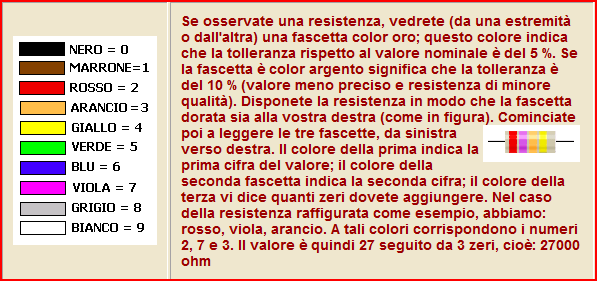 NERO = 0
MARRONE=1
ROSSO = 2
ARANCIO =3
GIALLO = 4
VERDE = 5
BLU = 6
VIOLA = 7
GRIGIO = 8
BIANCO = 9
Se osservate una resistenza, vedrete (da una estremità
o dall'altra) una fascetta color oro; questo colore indica
che la tolleranza rispetto al valore nominale è del 5 %. Se
la fascetta è color argento significa che la tolleranza è
del 10 % (valore meno preciso e resistenza di minore
qualità). Disponete la resistenza in modo che la fascetta
dorata sia alla vostra destra (come in figura). Cominciate
poi a leggere le tre fascette, da sinistra
verso destra. Il colore della prima indica la
prima cifra del valore; il colore della
seconda fascetta indica la seconda cifra; il colore della
terza vi dice quanti zeri dovete aggiungere. Nel caso
della resistenza raffigurata come esempio, abbiamo:
rosso, viola, arancio. A tali colori corrispondono i numeri
2, 7 e 3. Il valore è quindi 27 seguito da 3 zeri, cioè: 27000
ohm